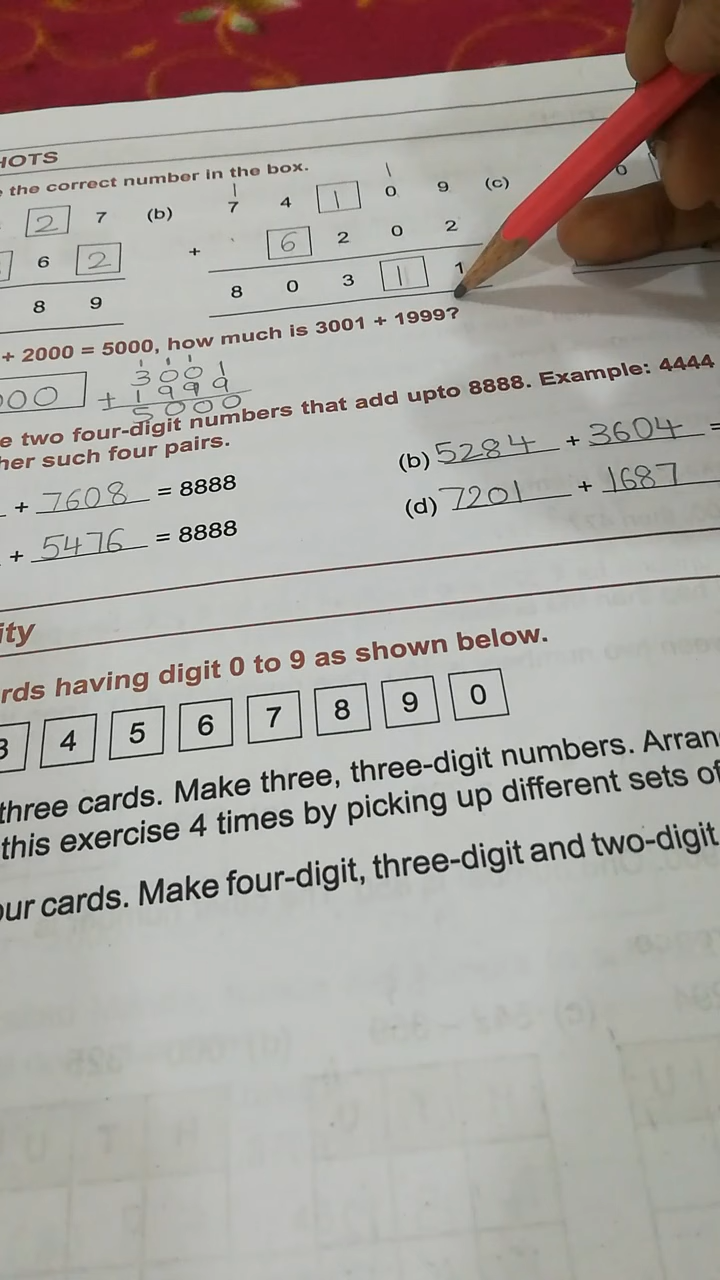 HOTS
the correct number in the box.
2 7 (b) 7 4 1 0 9 (c) 0
6 2 + 6 2 0 2
8 9 8 0 3 1 1
+ 2000 = 5000, how much is 3001 + 1999?
000 3001
+ 1999
5000
e two four-digit numbers that add upto 8888. Example: 4444
her such four pairs.
+ 7608 = 8888 (b) 5284 + 3604 =
+ 5476 = 8888 (d) 7201 + 1687
ity
rds having digit 0 to 9 as shown below.
3 4 5 6 7 8 9 0
three cards. Make three, three-digit numbers. Arran
this exercise 4 times by picking up different sets of
our cards. Make four-digit, three-digit and two-digit